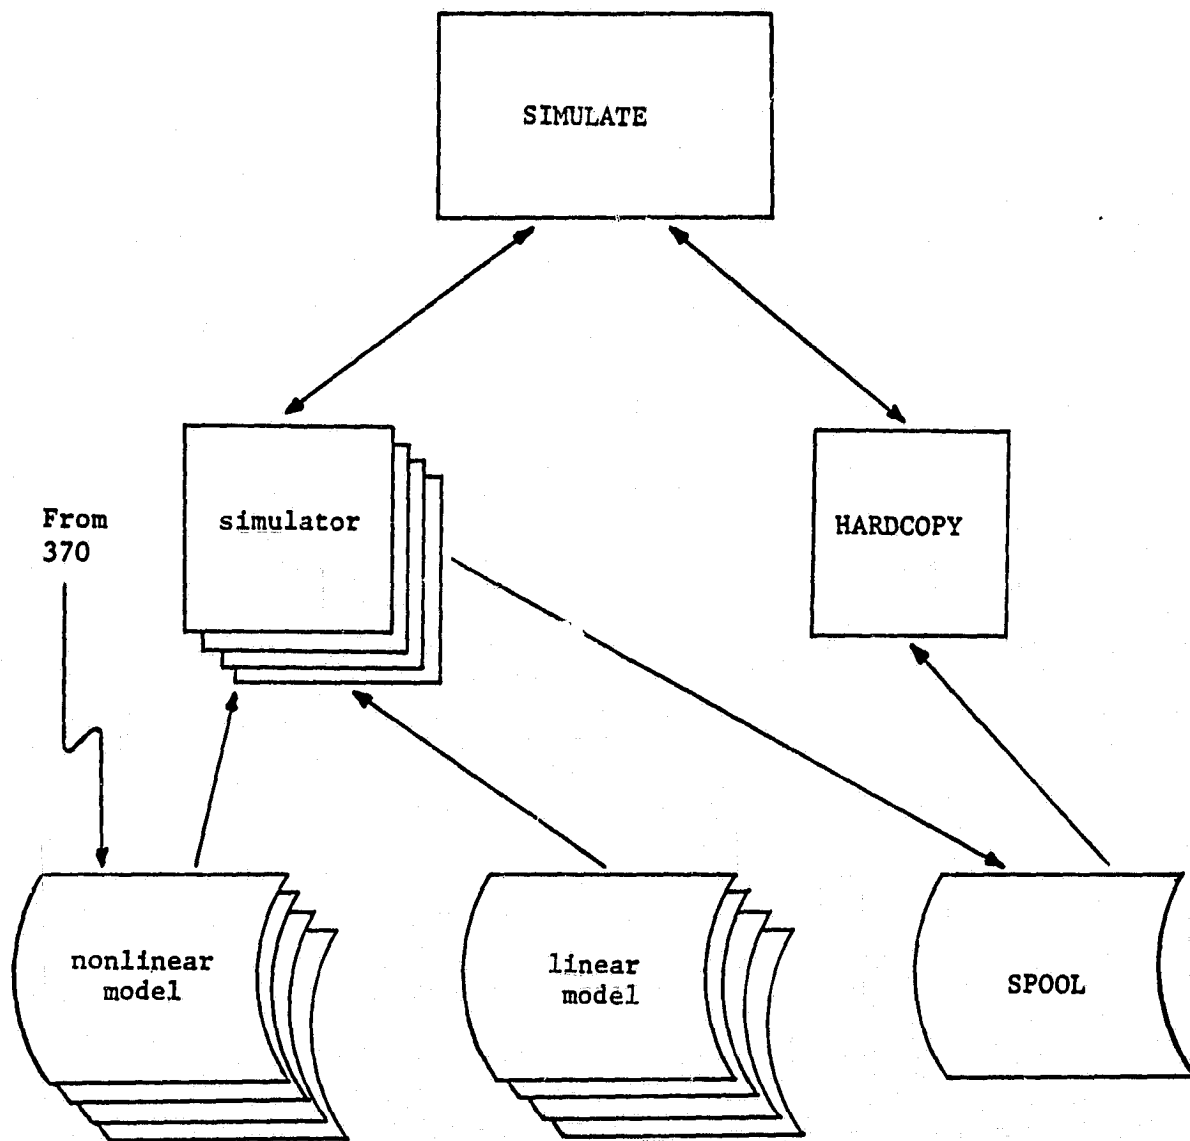 SIMULATE
simulator
From
370
HARDCOPY
nonlinear
model
linear
model
SPOOL